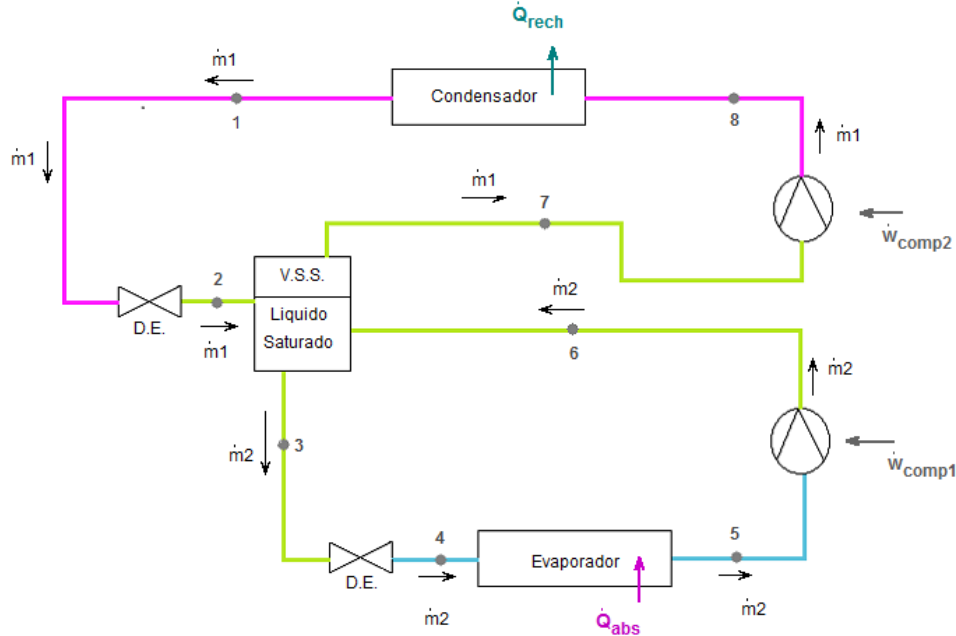 Q̇rech
ṁ1
Condensador
1
8
ṁ1
ṁ1
ṁ1
7
Ẇcomp2
2
V.S.S.
ṁ2
Liquido
Saturado
D.E.
ṁ1
6
ṁ2
3
ṁ2
Ẇcomp1
4
5
Evaporador
D.E.
ṁ2
ṁ2
Q̇abs